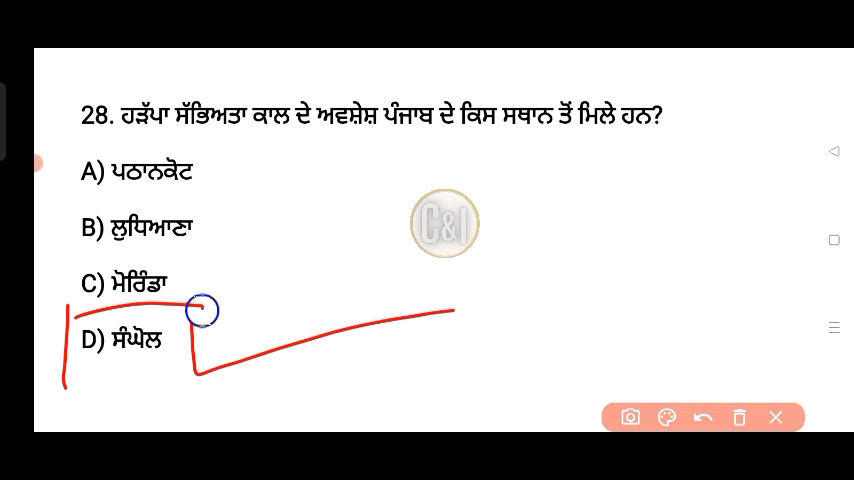 28. ਹੜੱਪਾ ਸੱਭਿਅਤਾ ਕਾਲ ਦੇ ਅਵਸ਼ੇਸ਼ ਪੰਜਾਬ ਦੇ ਕਿਸ ਸਥਾਨ ਤੋਂ ਮਿਲੇ ਹਨ?
A) ਪਠਾਨਕੋਟ
C&I
B) ਲੁਧਿਆਣਾ
C) ਮੋਰਿੰਡਾ
D) ਸੰਘੋਲ